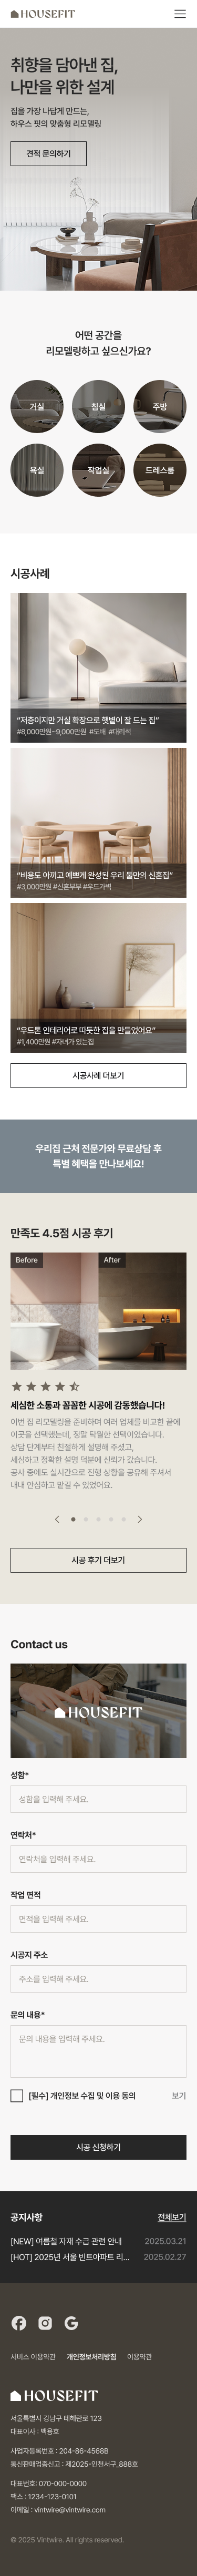 HOUSEFIT
취향을 담아낸 집,
나만을 위한 설계
집을 가장 나답게 만드는,
하우스 핏의 맞춤형 리모델링
견적 문의하기
어떤 공간을
리모델링하고 싶으신가요?
거실
침실
주방
욕실
작업실
드레스룸
시공사례
“저층이지만 거실 확장으로 햇볕이 잘 드는 집”
#8,000만원~9,000만원 #도배 #대리석
“비용도 아끼고 예쁘게 완성된 우리 둘만의 신혼집”
#3,000만원 #신혼부부 #우드가벽
“우드톤 인테리어로 따듯한 집을 만들었어요”
#1,400만원 #자녀가 있는집
시공사례 더보기
우리집 근처 전문가와 무료상담 후
특별 혜택을 만나보세요!
만족도 4.5점 시공 후기
Before
After
세심한 소통과 꼼꼼한 시공에 감동했습니다!
이번 집 리모델링을 준비하며 여러 업체를 비교한 끝에
이곳을 선택했는데, 정말 탁월한 선택이었습니다.
상담 단계부터 친절하게 설명해 주셨고,
세심하고 정확한 설명 덕분에 신뢰가 갔습니다.
공사 중에도 실시간으로 진행 상황을 공유해 주셔서
내내 안심하고 맡길 수 있었어요.
시공 후기 더보기
Contact us
HOUSEFIT
성함*
성함을 입력해 주세요.
연락처*
연락처을 입력해 주세요.
작업 면적
면적을 입력해 주세요.
시공지 주소
주소를 입력해 주세요.
문의 내용*
문의 내용을 입력해 주세요.
[필수] 개인정보 수집 및 이용 동의
보기
시공 신청하기
공지사항
전체보기
[NEW] 여름철 자재 수급 관련 안내
2025.03.21
[HOT] 2025년 서울 빈트아파트 리...
2025.02.27
서비스 이용약관
개인정보처리방침
이용약관
HOUSEFIT
서울특별시 강남구 테헤란로 123
대표이사 : 백용호
사업자등록번호 : 204-86-4568B
통신판매업종신고 : 제2025-인천서구_888호
대표번호: 070-000-0000
팩스 : 1234-123-0101
이메일 : vintwire@vintwire.com
© 2025 Vintwire. All rights reserved.